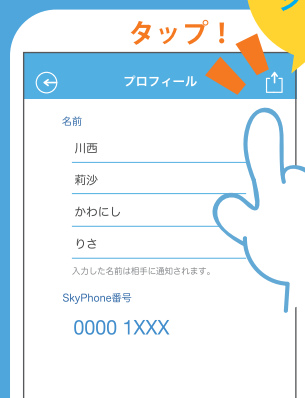 タップ！
プロフィール
名前
川西
莉沙
かわにし
りさ
入力した名前は相手に通知されます。
SkyPhone番号
0000 1XXX